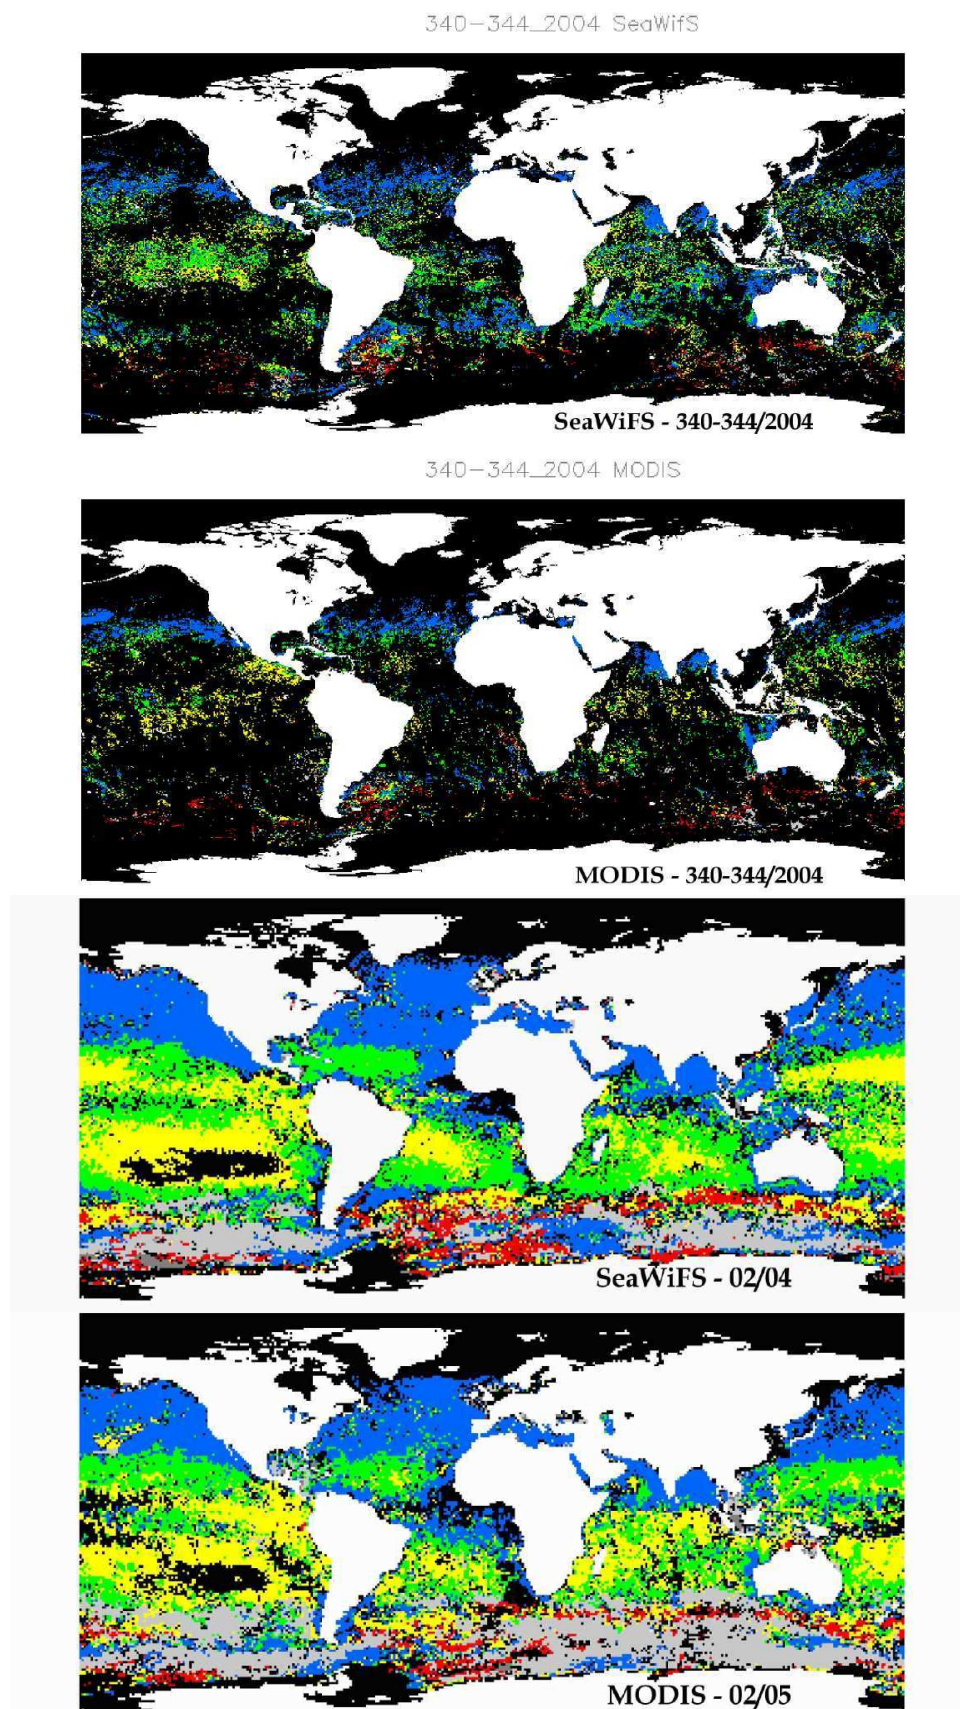 340-344_2004 SeaWifS
SeaWiFS - 340-344/2004
340-344_2004 MODIS
MODIS - 340-344/2004
SeaWiFS - 02/04
MODIS - 02/05